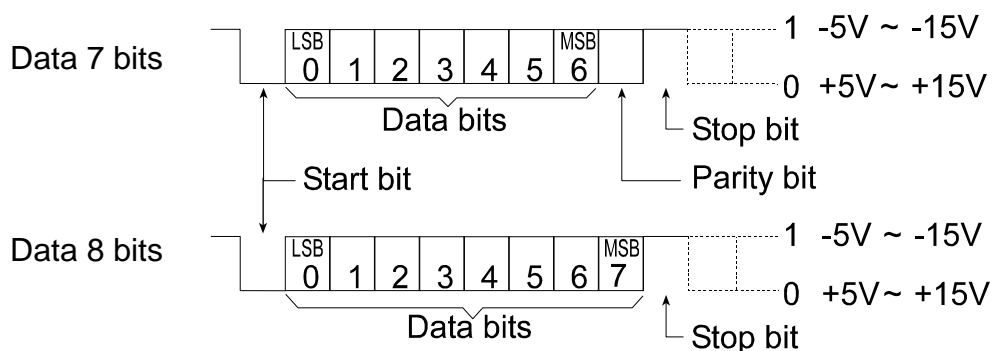 LSB MSB 1 -5V ~ -15V
Data 7 bits
0 1 2 3 4 5 6
0 +5V ~ +15V
Data bits
Stop bit
Start bit Parity bit
Data 8 bits
LSB MSB 1 -5V ~ -15V
0 1 2 3 4 5 6 7
0 +5V ~ +15V
Data bits
Stop bit